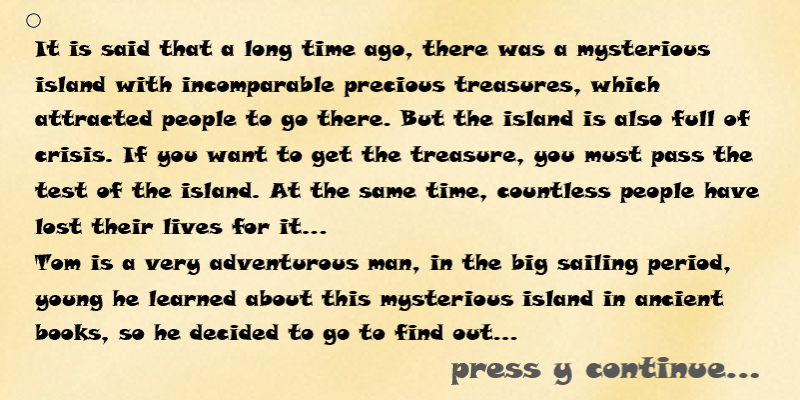 It is said that a long time ago, there was a mysterious
island with incomparable precious treasures, which
attracted people to go there. But the island is also full of
crisis. If you want to get the treasure, you must pass the
test of the island. At the same time, countless people have
lost their lives for it...
Tom is a very adventurous man, in the big sailing period,
young he learned about this mysterious island in ancient
books, so he decided to go to find out...
press y continue...